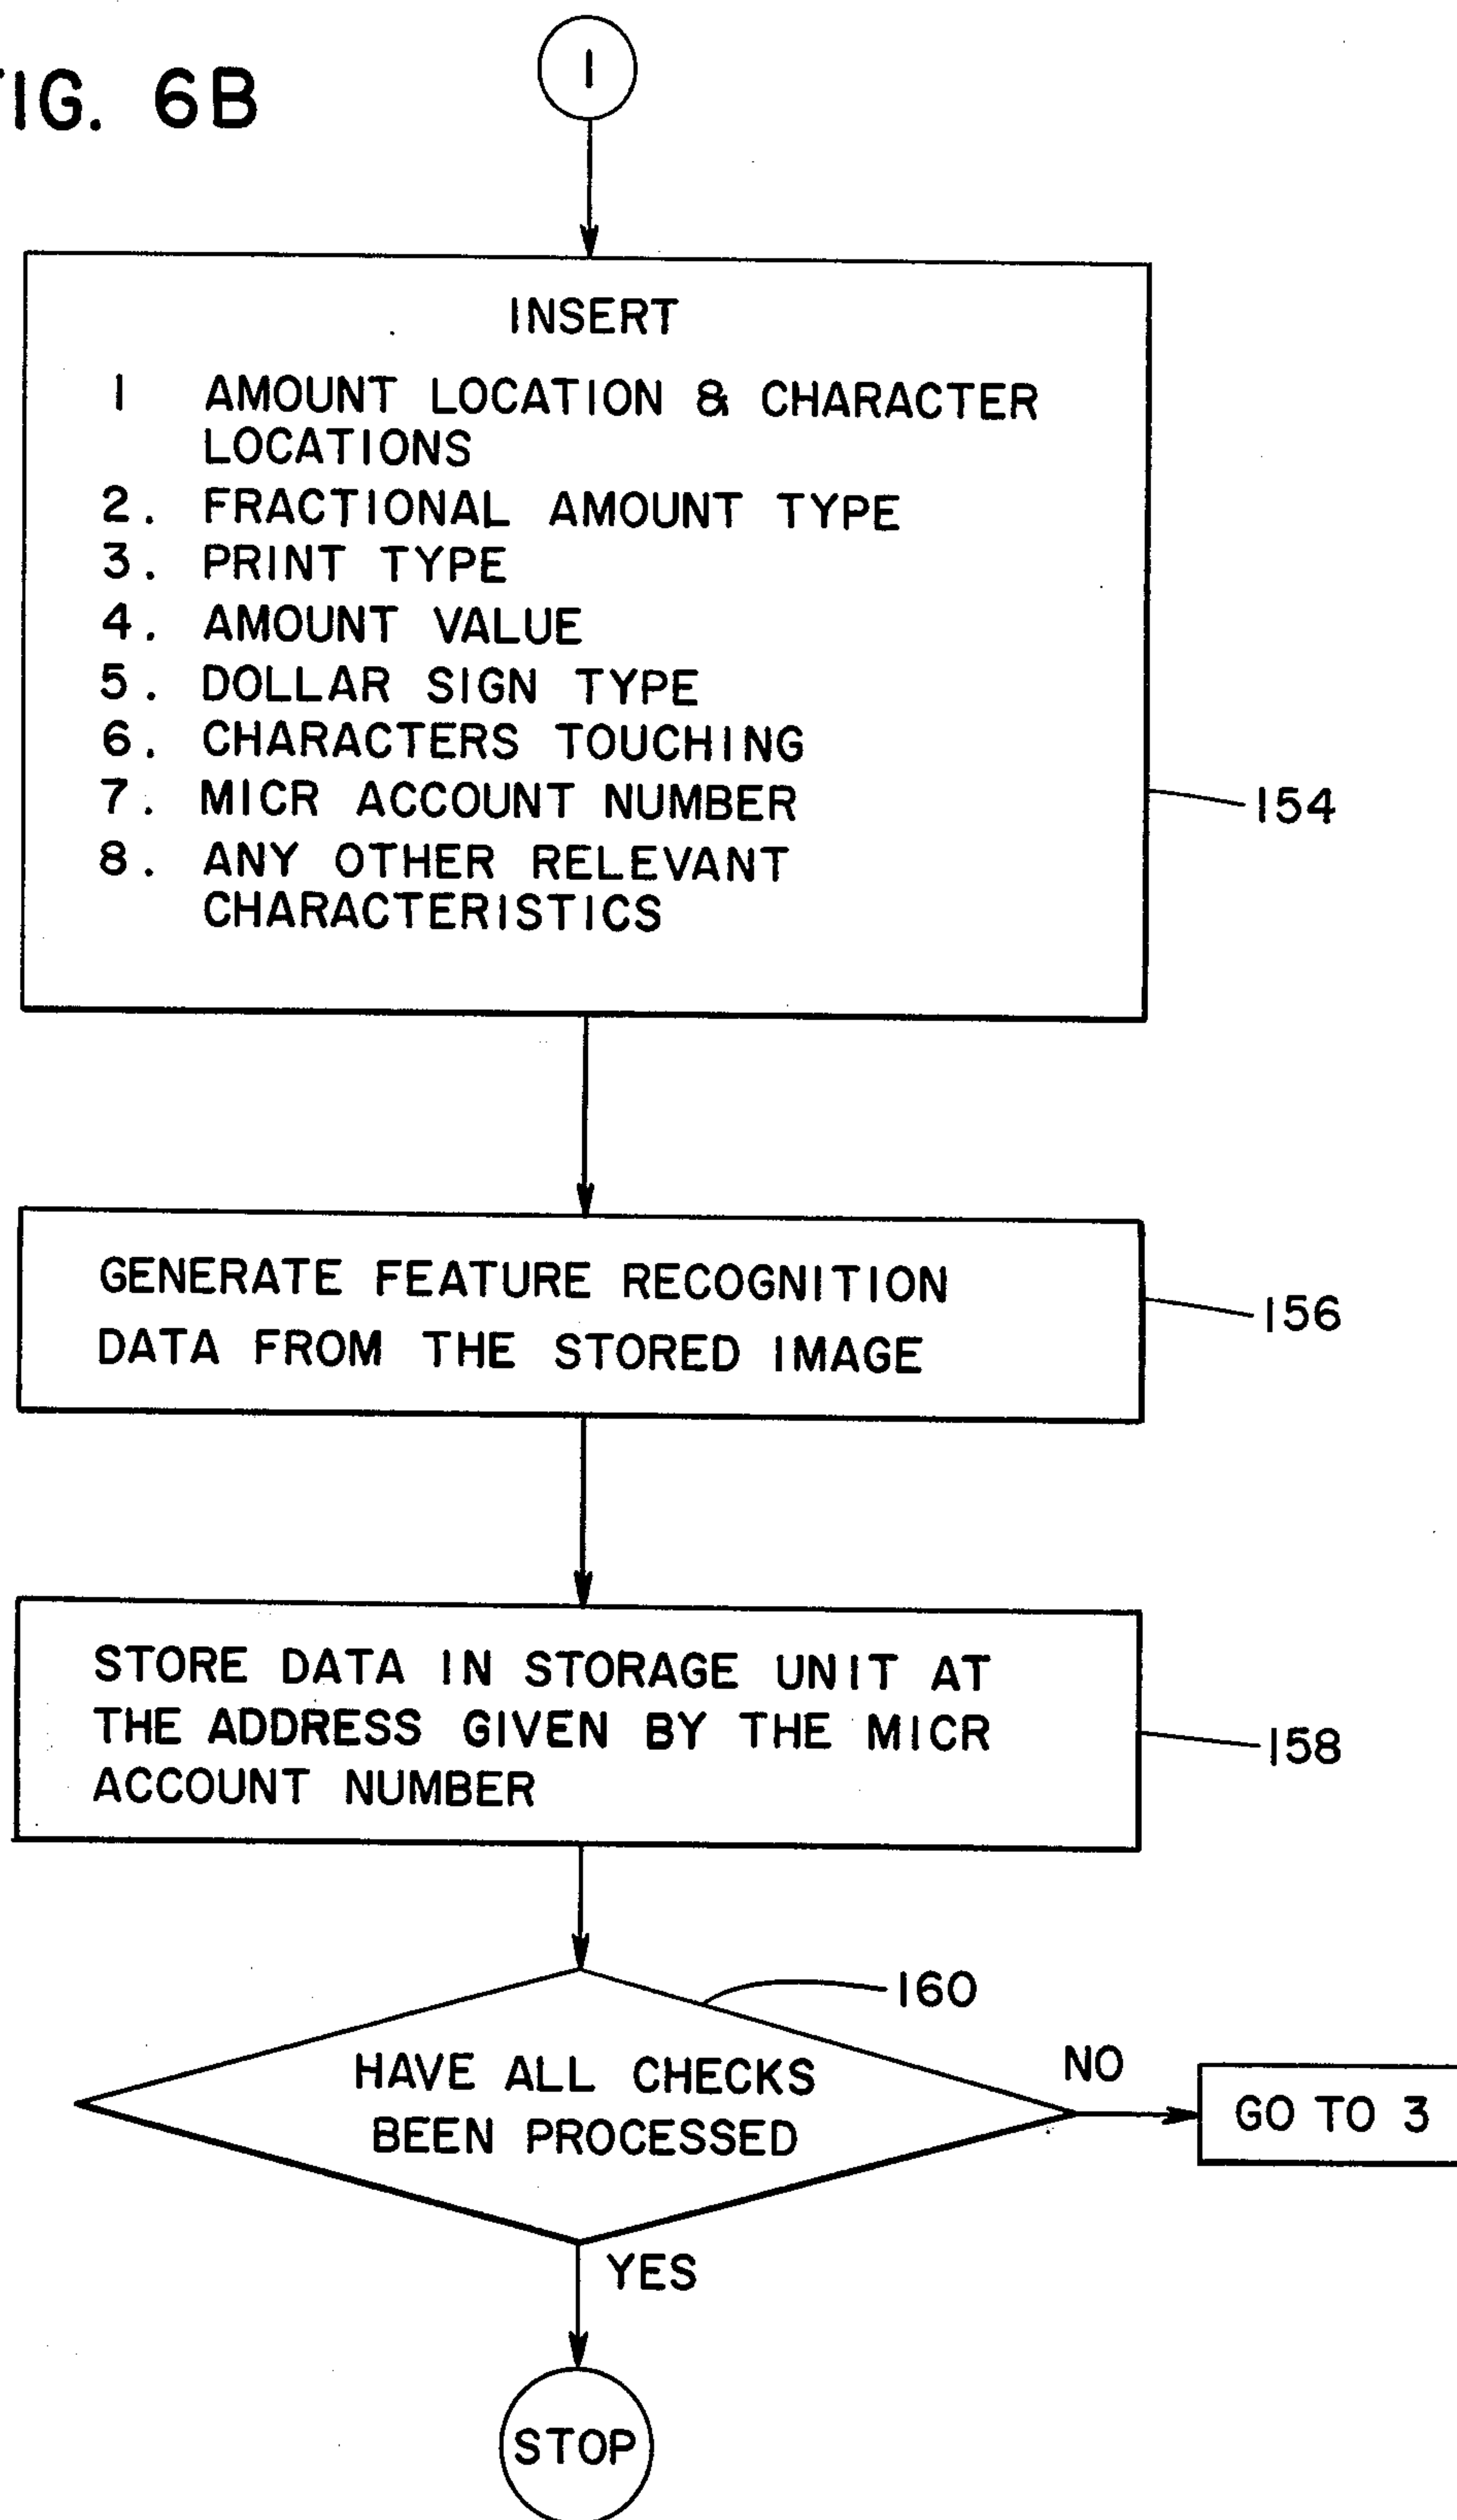 IG. 6B
1
INSERT
1 AMOUNT LOCATION & CHARACTER
LOCATIONS
2. FRACTIONAL AMOUNT TYPE
3. PRINT TYPE
4. AMOUNT VALUE
5. DOLLAR SIGN TYPE
6. CHARACTERS TOUCHING
7. MICR ACCOUNT NUMBER
154
8. ANY OTHER RELEVANT
CHARACTERISTICS
GENERATE FEATURE RECOGNITION
156
DATA FROM THE STORED IMAGE
STORE DATA IN STORAGE UNIT AT
THE ADDRESS GIVEN BY THE MICR
158
ACCOUNT NUMBER
160
HAVE ALL CHECKS
BEEN PROCESSED
NO
GO TO 3
YES
STOP